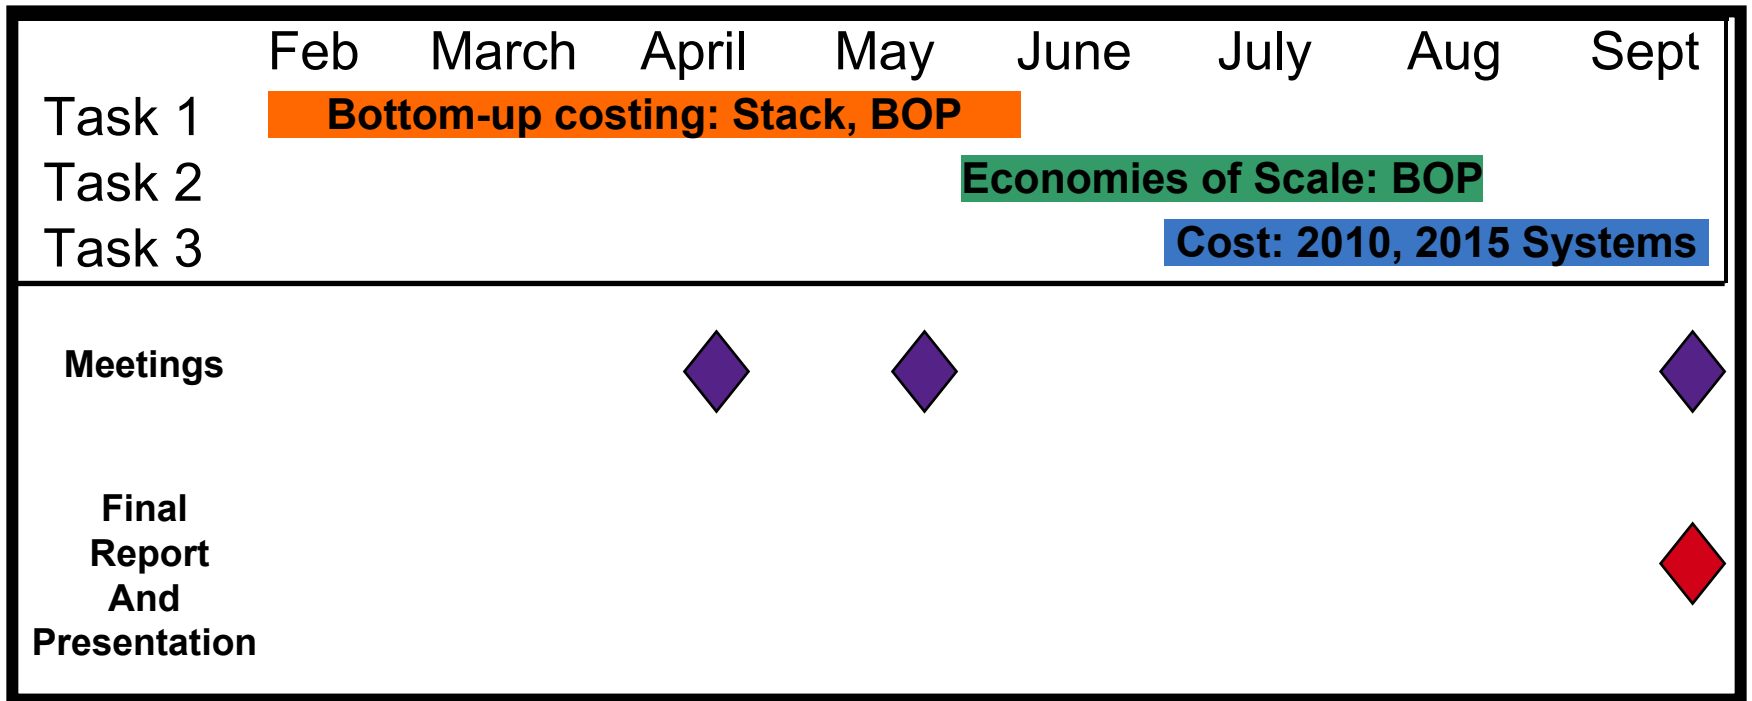 Feb March April May June July Aug Sept
Task 1 Bottom-up costing: Stack, BOP
Task 2 Economies of Scale: BOP
Task 3 Cost: 2010, 2015 Systems
Meetings
Final
Report
And
Presentation